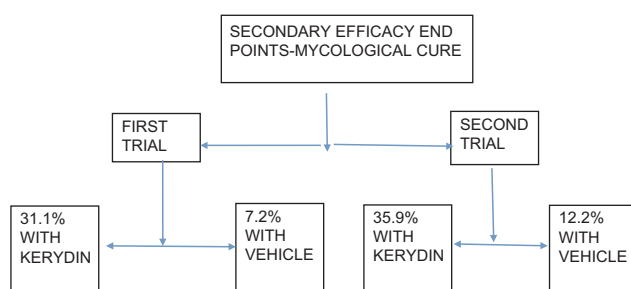 SECONDARY EFFICACY END
POINTS-MYCOLOGICAL CURE
FIRST
TRIAL
SECOND
TRIAL
31.1%
WITH
KERYDIN
7.2%
WITH
VEHICLE
35.9%
WITH
KERYDIN
12.2%
WITH
VEHICLE